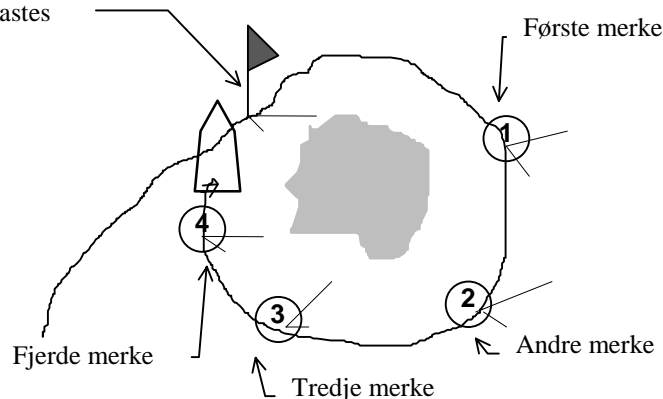 astes
Første merke
1
4
2
3
Andre merke
Fjerde merke
Tredje merke